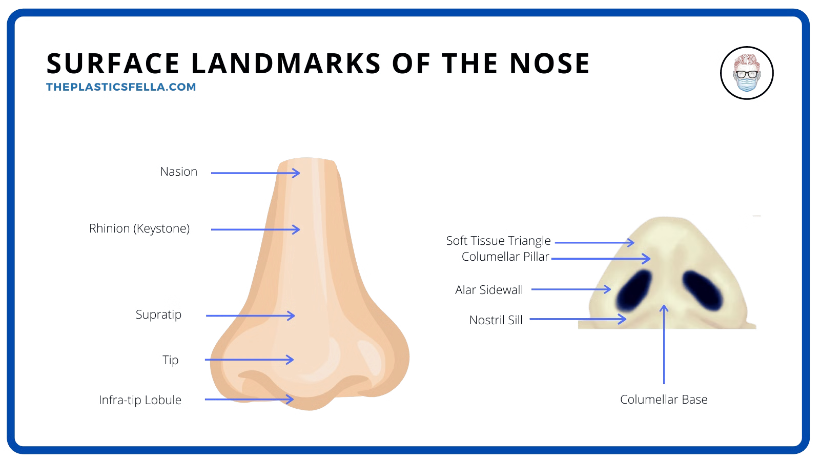 SURFACE LANDMARKS OF THE NOSE
THEPLASTICSFELLA.COM
Nasion
Rhinion (Keystone)
Supratip
Tip
Infra-tip Lobule
Soft Tissue Triangle
Columellar Pillar
Alar Sidewall
Nostril Sill
Columellar Base